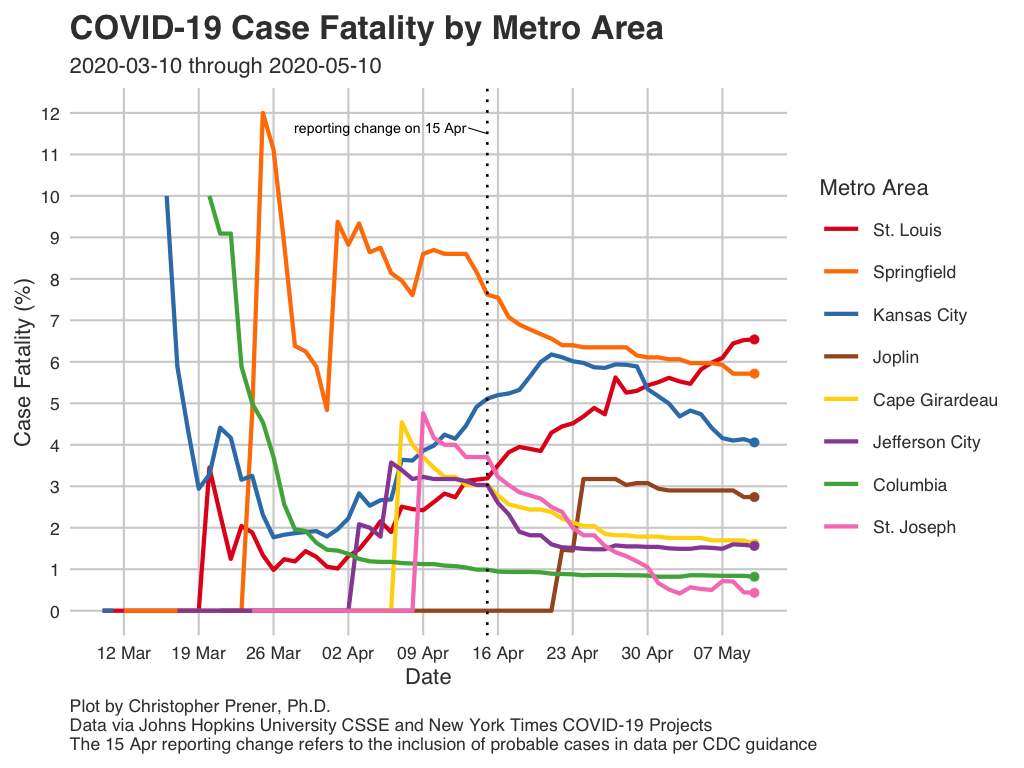 COVID-19 Case Fatality by Metro Area
2020-03-10 through 2020-05-10
Case Fatality (%)
12
11
10
9
8
7
6
5
4
3
2
1
0
reporting change on 15 Apr
12 Mar 19 Mar 26 Mar 02 Apr 09 Apr 16 Apr 23 Apr 30 Apr 07 May
Date
Metro Area
St. Louis
Springfield
Kansas City
Joplin
Cape Girardeau
Jefferson City
Columbia
St. Joseph
Plot by Christopher Prener, Ph.D.
Data via Johns Hopkins University CSSE and New York Times COVID-19 Projects
The 15 Apr reporting change refers to the inclusion of probable cases in data per CDC guidance